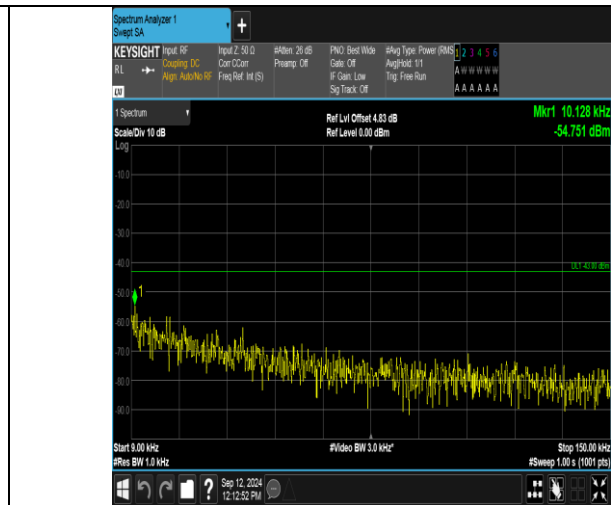 Spectrum Analyzer 1
Swept SA
+
KEYSIGHT Input: RF Input Z: 50 Ω #Atten: 26 dB PNO: Best Wide #Avg Type: Power (RMS 1 2 3 4 5 6
RL Coupling: DC Corr CCorr Preamp: Off Gate: Off Avg|Hold: 1/1 A W W W W W
Align: Auto/No RF Freq Ref: Int (S) IF Gain: Low Trig: Free Run
Sig Track: Off A A A A A A
LXI
1 Spectrum Ref Lvl Offset 4.83 dB Mkr1 10.128 kHz
Scale/Div 10 dB Ref Level 0.00 dBm -54.751 dBm
Log
-10.0
-20.0
-30.0
-40.0
DL1 -43.00 dBm
-50.0
1
-60.0
-70.0
-80.0
-90.0
Start 9.00 kHz #Video BW 3.0 kHz* Stop 150.00 kHz
#Res BW 1.0 kHz #Sweep 1.00 s (1001 pts)
? Sep 12, 2024
12:12:52 PM